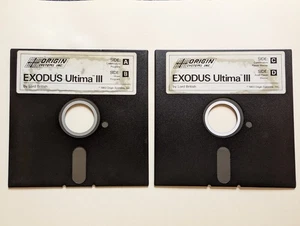 ORIGIN
SYSTEMS INC.
SIDE: A
SIDE: B
EXODUS Ultima III
by Lord British
ORIGIN
SYSTEMS INC.
SIDE: C
SIDE: D
EXODUS Ultima III
by Lord British